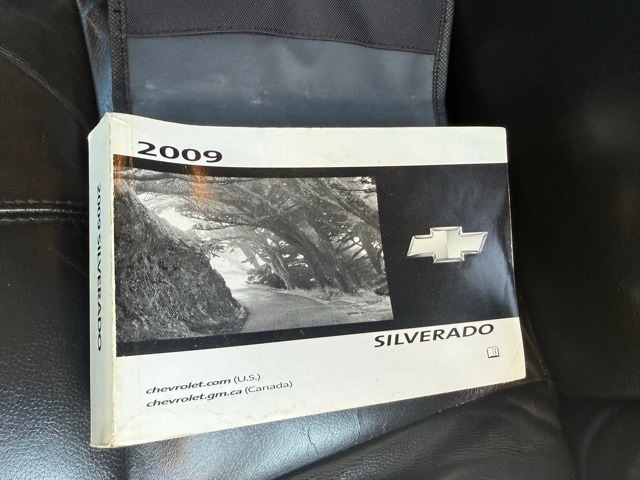 2009
2009 SILVERADO
SILVERADO
chevrolet.com (U.S.)
chevrolet.gm.ca (Canada)